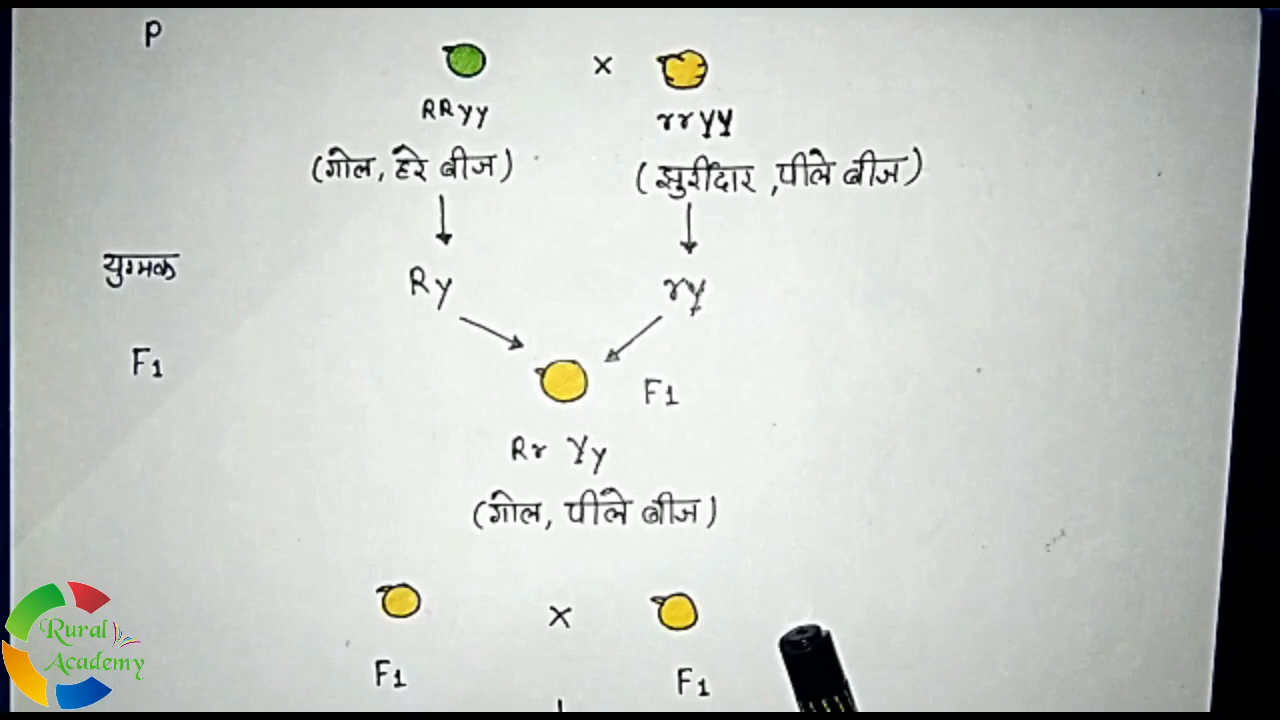 P
×
RRyy
rrYY
(गोल, हरे बीज)
(झुर्रीदार, पीले बीज)
युग्मक
Ry
rY
F1
F1
Rr Yy
(गोल, पीले बीज)
×
F1
F1
Rural
Academy